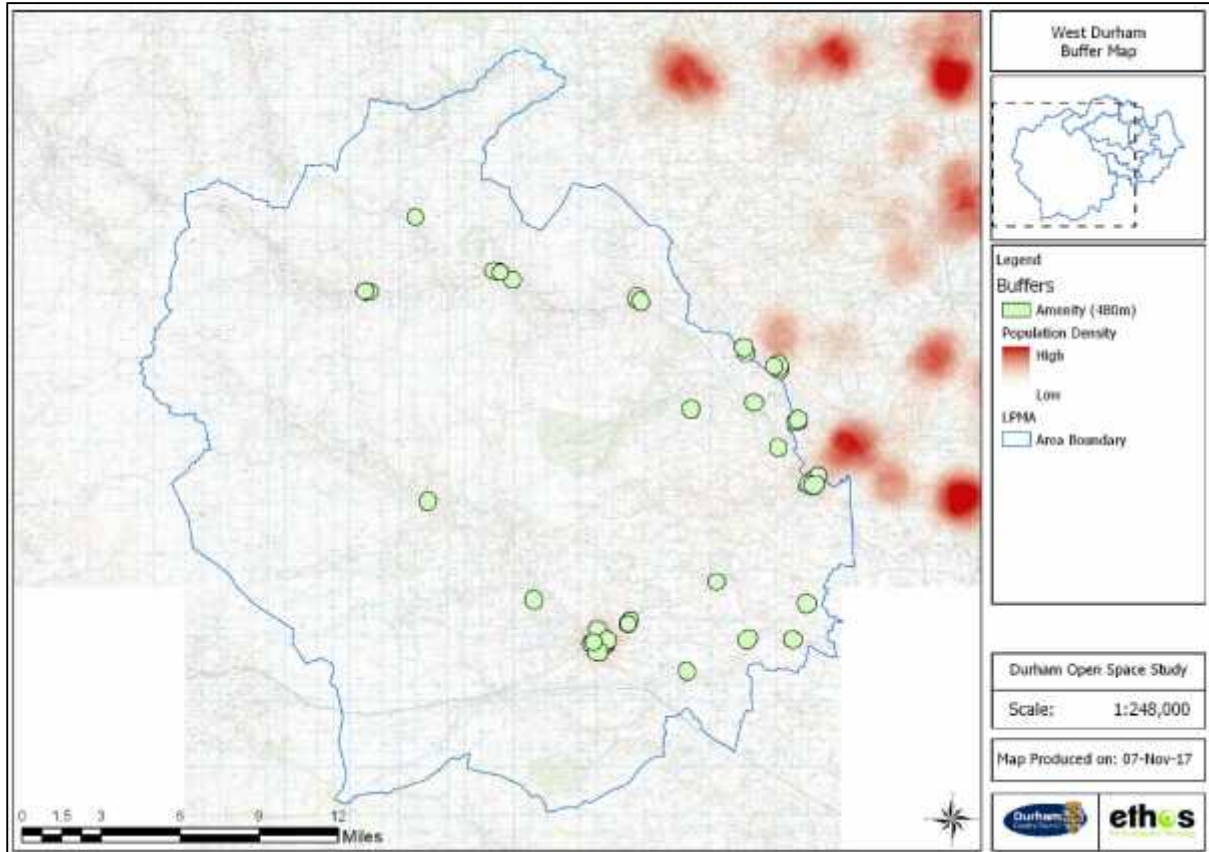 West Durham
Buffer Map
Legend
Buffers
Amenity (480m)
Population Density
High
Low
LPMA
Area Boundary
Durham Open Space Study
Scale: 1:248,000
Map Produced on: 07-Nov-17
Durham
ethos
0 1.5 3 6 9 12
Miles